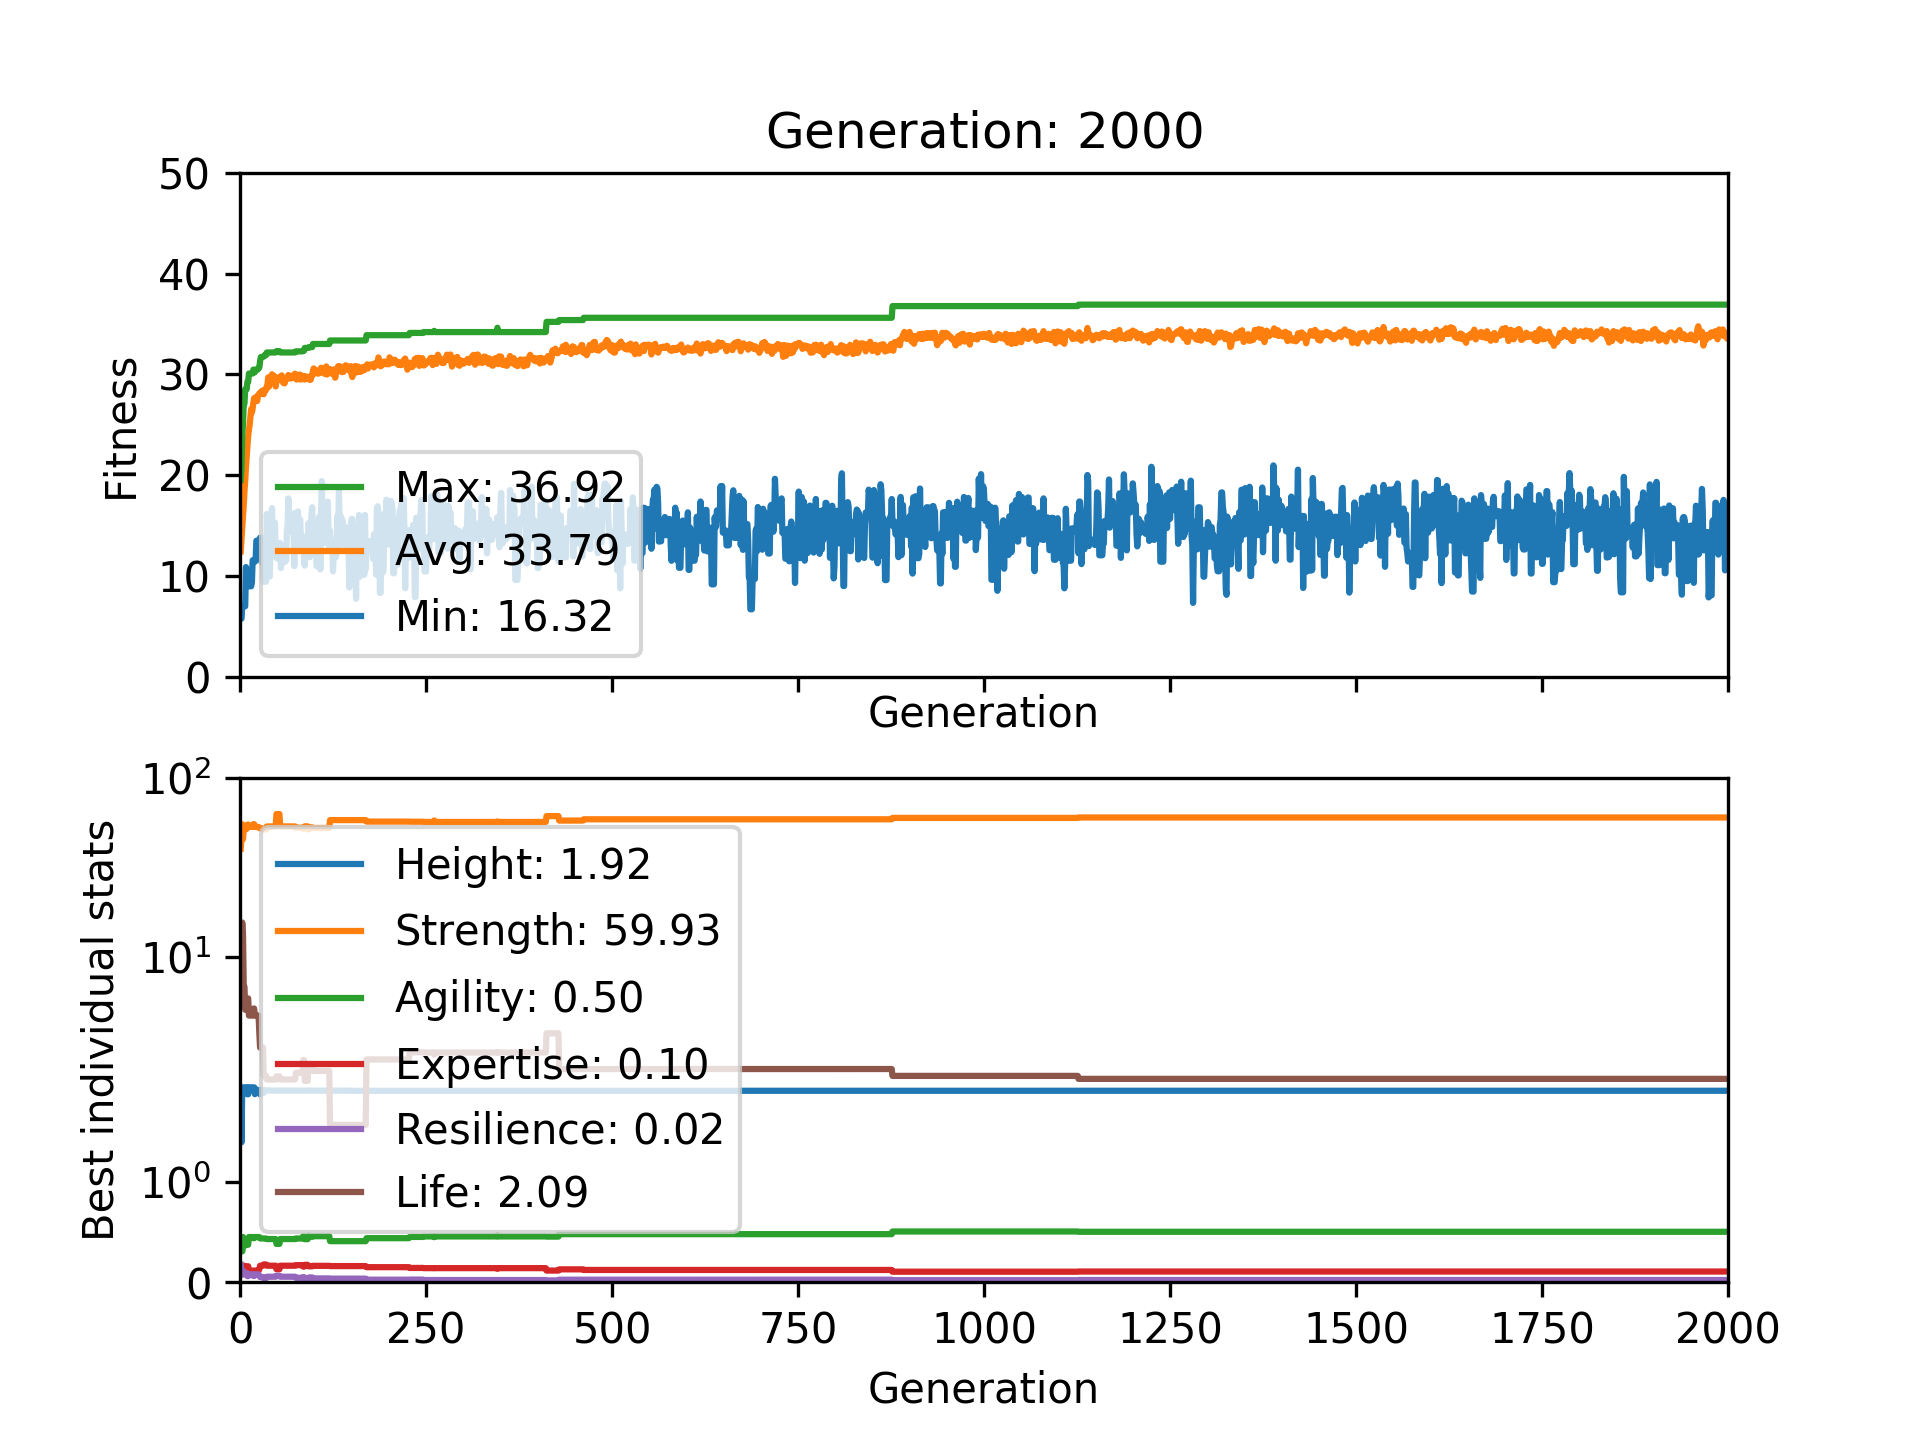 Generation: 2000
50
40
30
20
10
0
Fitness
Max: 36.92
Avg: 33.79
Min: 16.32
Generation
10²
10¹
10⁰
0
Best individual stats
Height: 1.92
Strength: 59.93
Agility: 0.50
Expertise: 0.10
Resilience: 0.02
Life: 2.09
0 250 500 750 1000 1250 1500 1750 2000
Generation